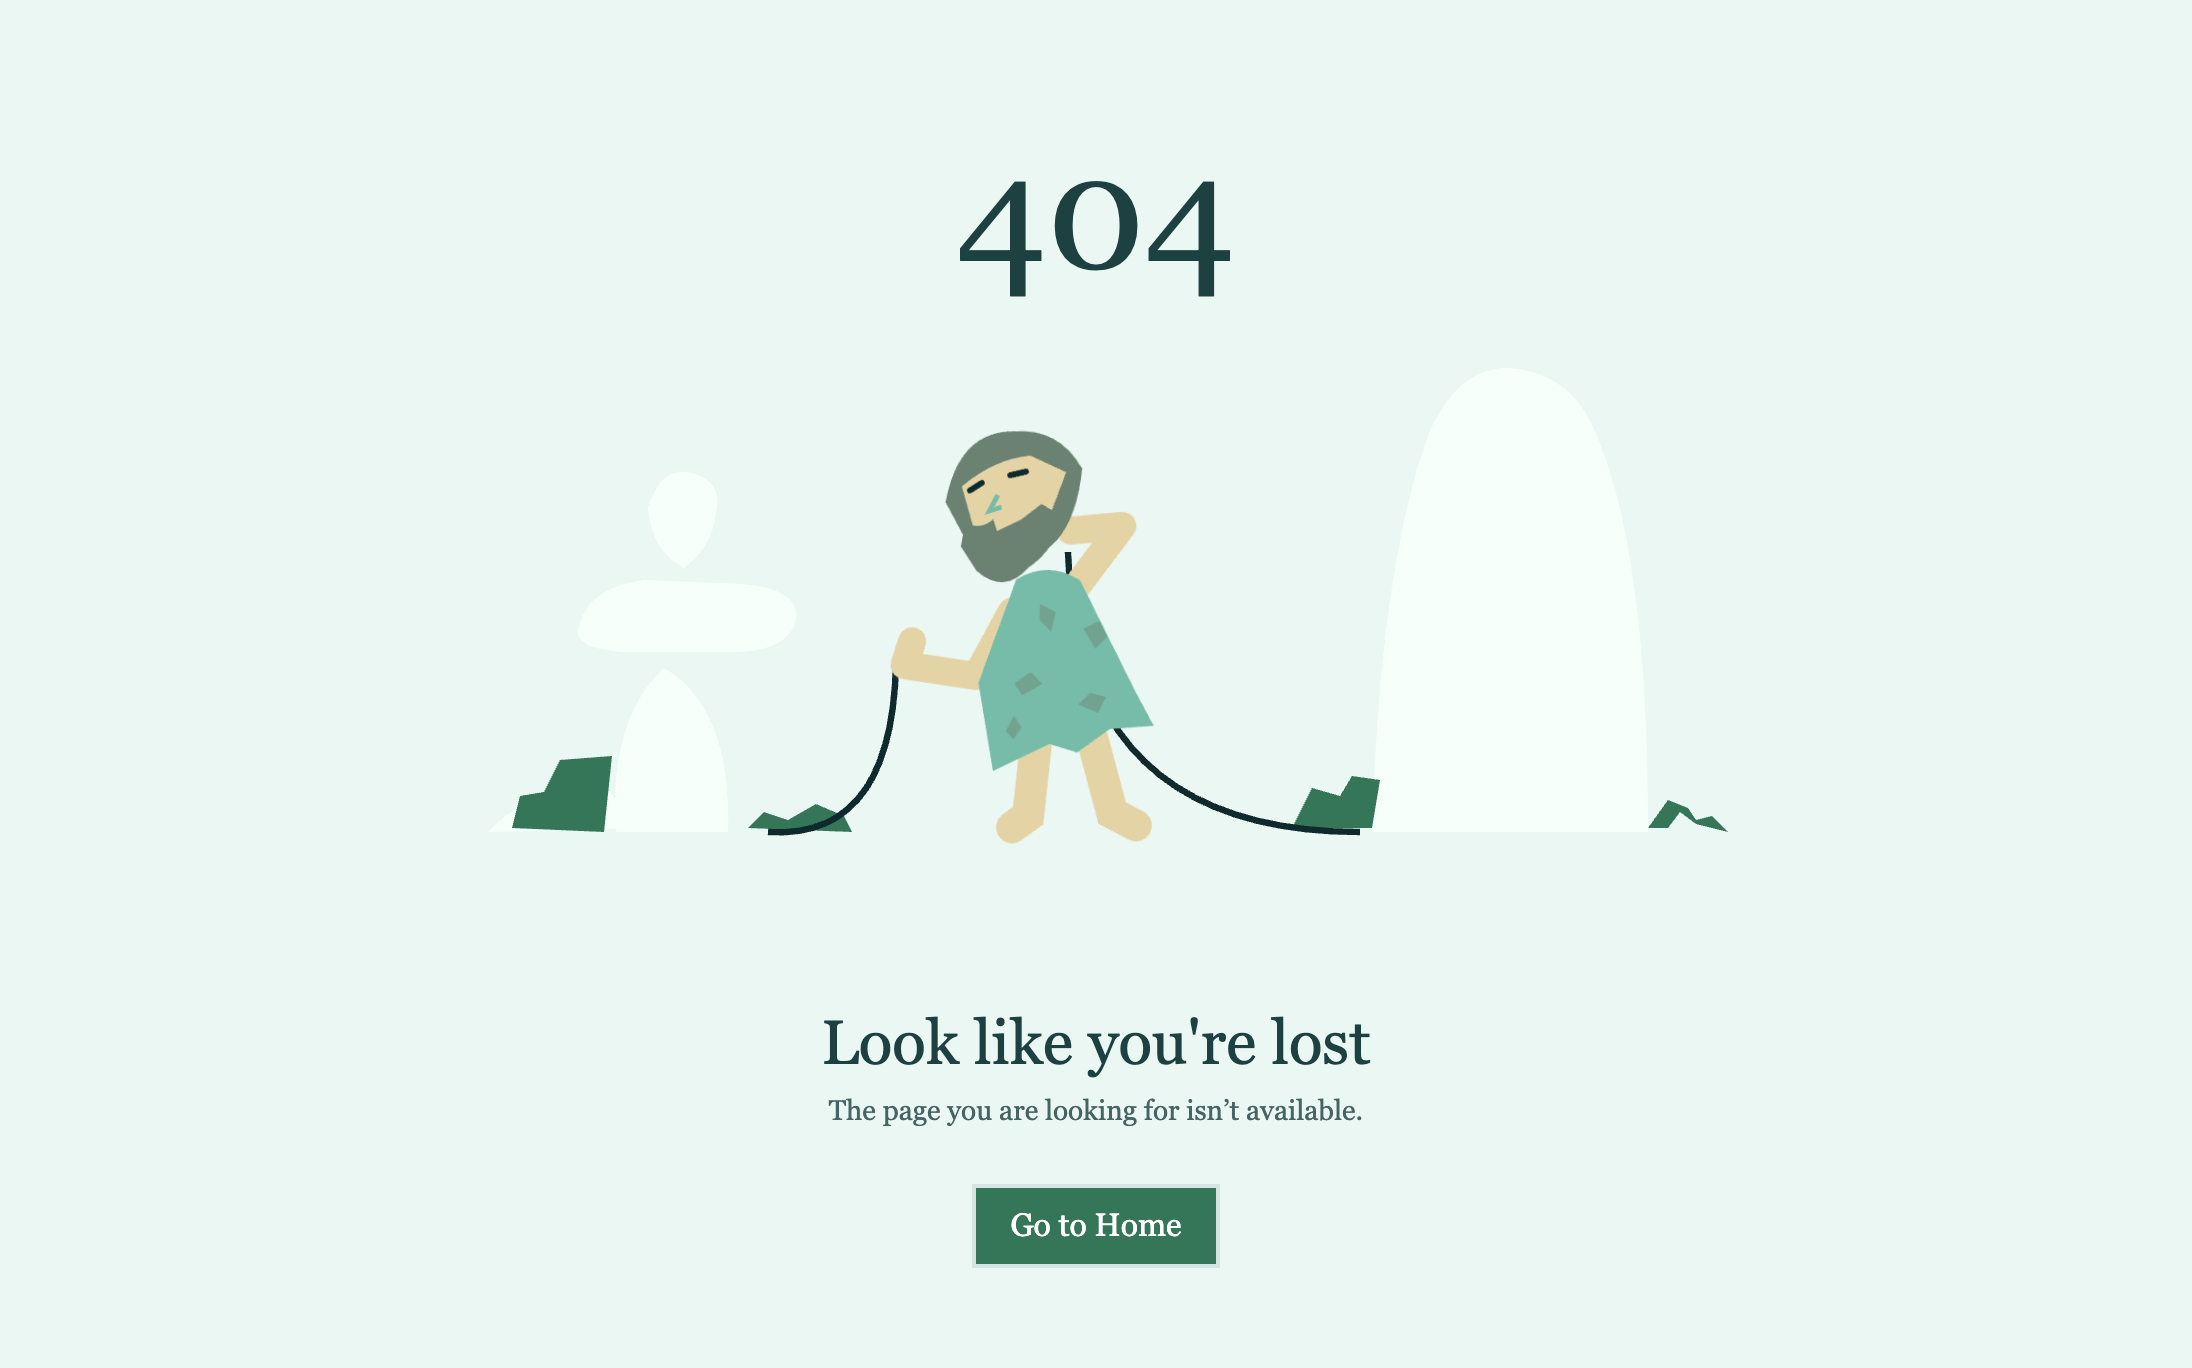 404
Look like you're lost
The page you are looking for isn’t available.
Go to Home